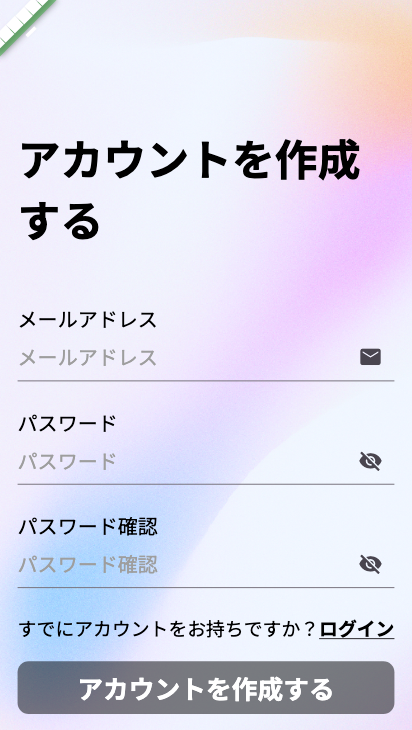 アカウントを作成
する
メールアドレス
メールアドレス
パスワード
パスワード
パスワード確認
パスワード確認
すでにアカウントをお持ちですか？ログイン
アカウントを作成する